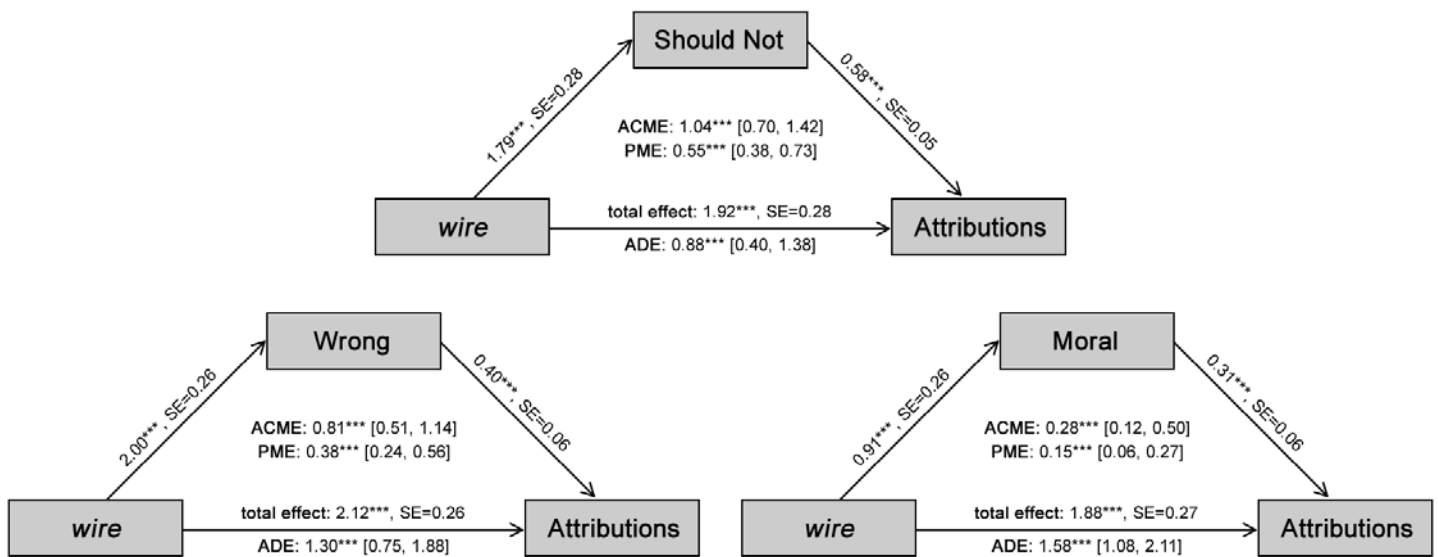 Should Not
1.79***, SE=0.28
0.58***, SE=0.05
ACME: 1.04*** [0.70, 1.42]
PME: 0.55*** [0.38, 0.73]
wire
total effect: 1.92***, SE=0.28
ADE: 0.88*** [0.40, 1.38]
Attributions
Wrong
2.00***, SE=0.26
0.40***, SE=0.06
ACME: 0.81*** [0.51, 1.14]
PME: 0.38*** [0.24, 0.56]
wire
total effect: 2.12***, SE=0.26
ADE: 1.30*** [0.75, 1.88]
Attributions
Moral
0.91***, SE=0.26
0.31***, SE=0.06
ACME: 0.28*** [0.12, 0.50]
PME: 0.15*** [0.06, 0.27]
wire
total effect: 1.88***, SE=0.27
ADE: 1.58*** [1.08, 2.11]
Attributions